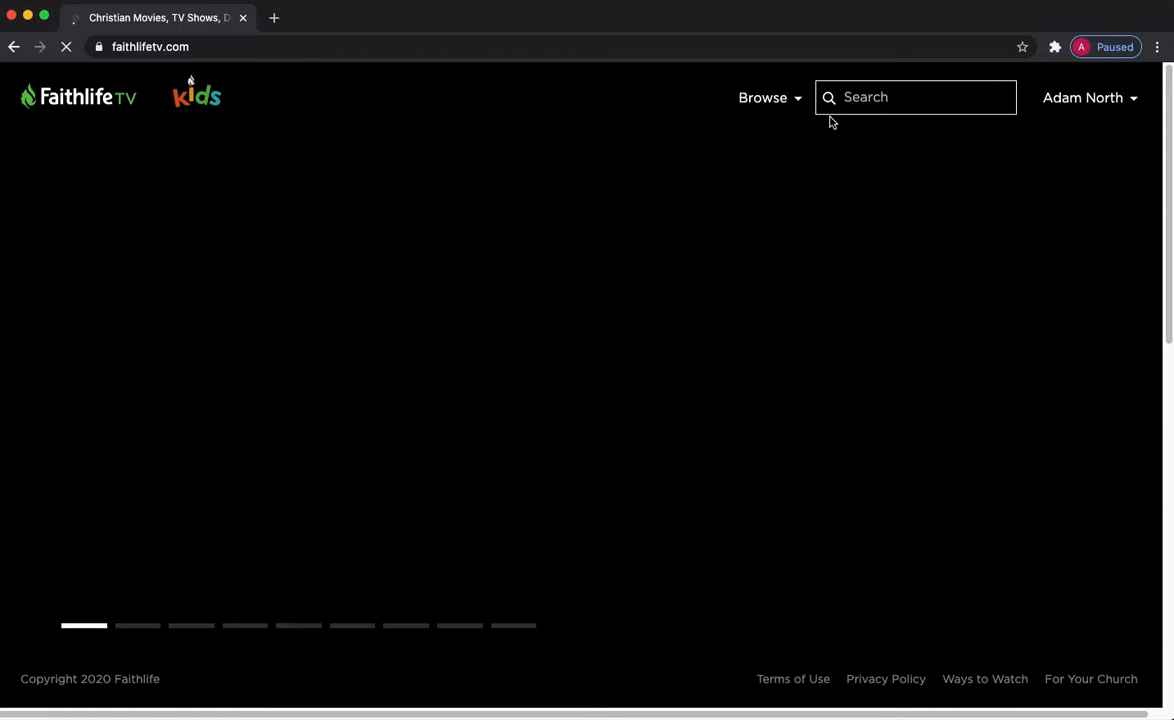 Christian Movies, TV Shows, D
faithlifetv.com
A Paused
Faithlife TV kids Browse Search Adam North
Copyright 2020 Faithlife Terms of Use Privacy Policy Ways to Watch For Your Church